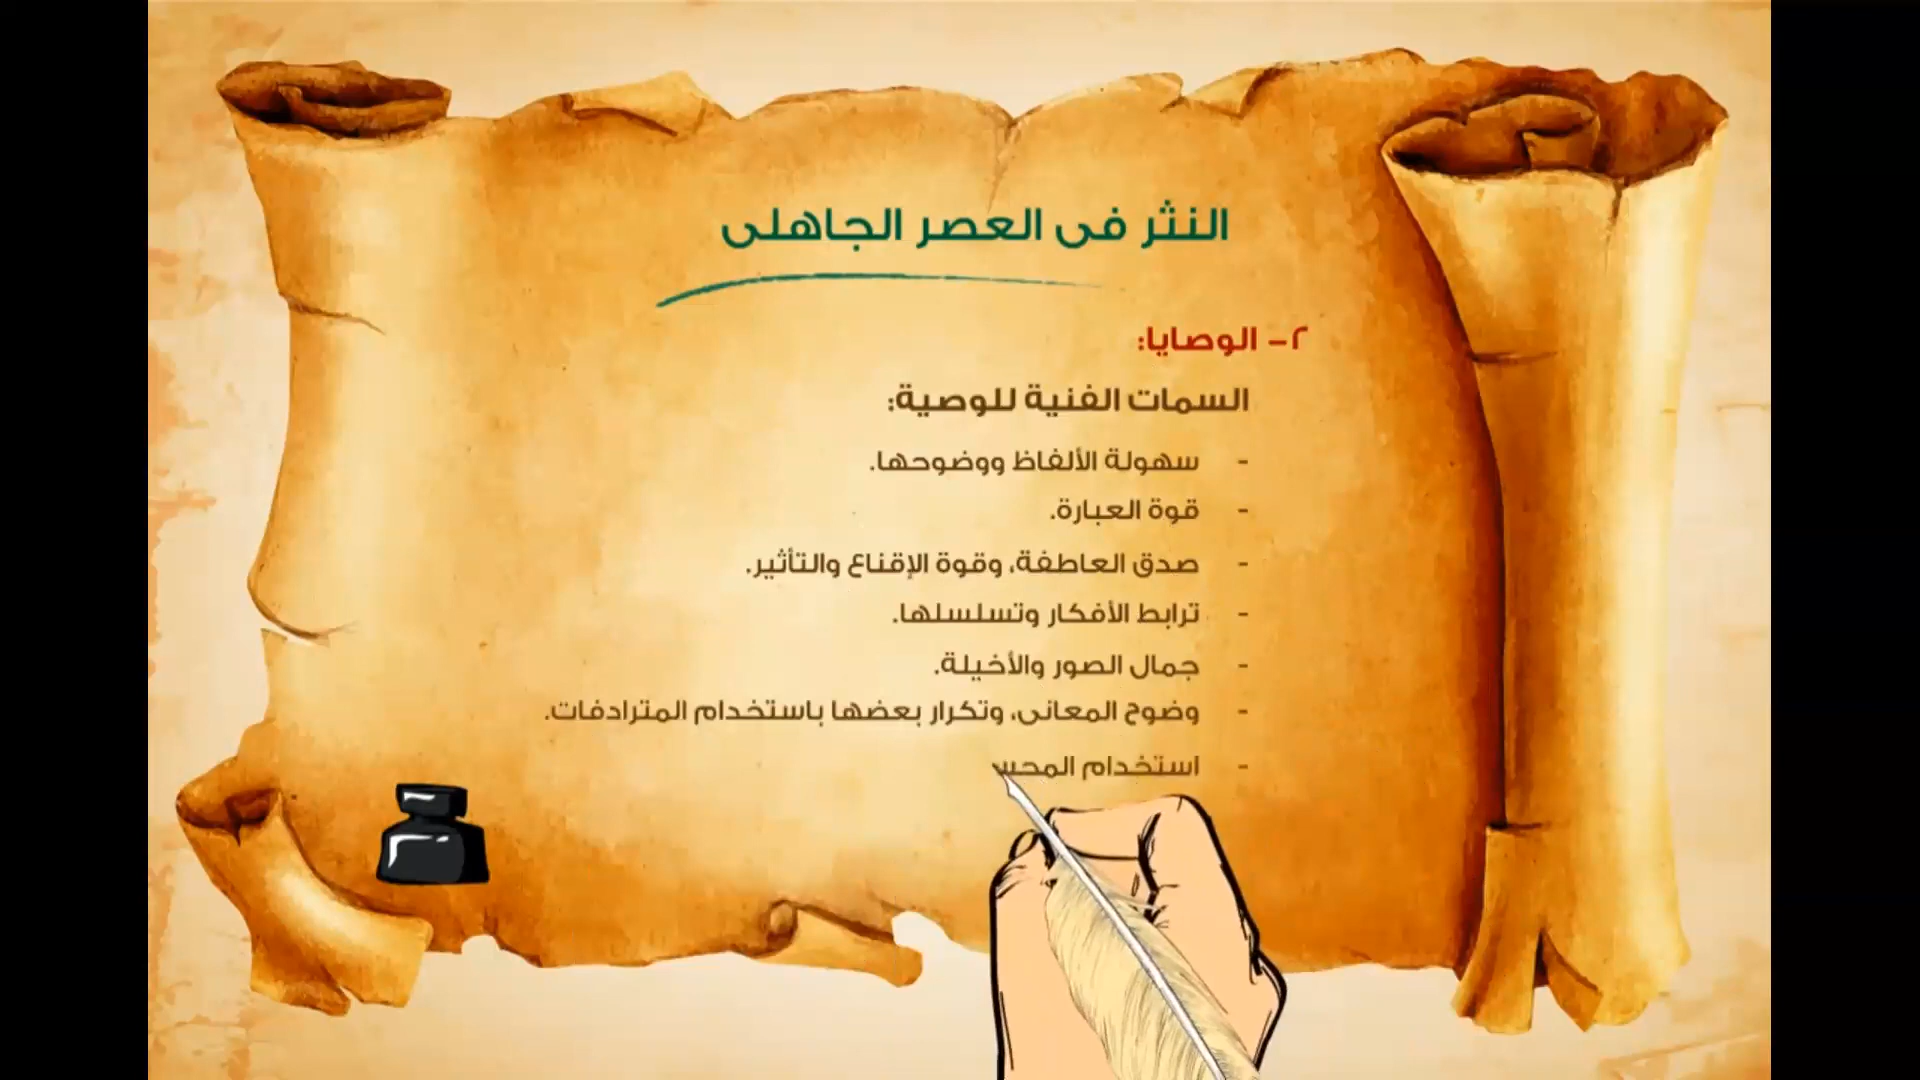 النثر فى العصر الجاهلى
٢- الوصايا:
السمات الفنية للوصية:
- سهولة الألفاظ ووضوحها.
- قوة العبارة.
- صدق العاطفة، وقوة الإقناع والتأثير.
- ترابط الأفكار وتسلسلها.
- جمال الصور والأخيلة.
- وضوح المعانى، وتكرار بعضها باستخدام المترادفات.
- استخدام